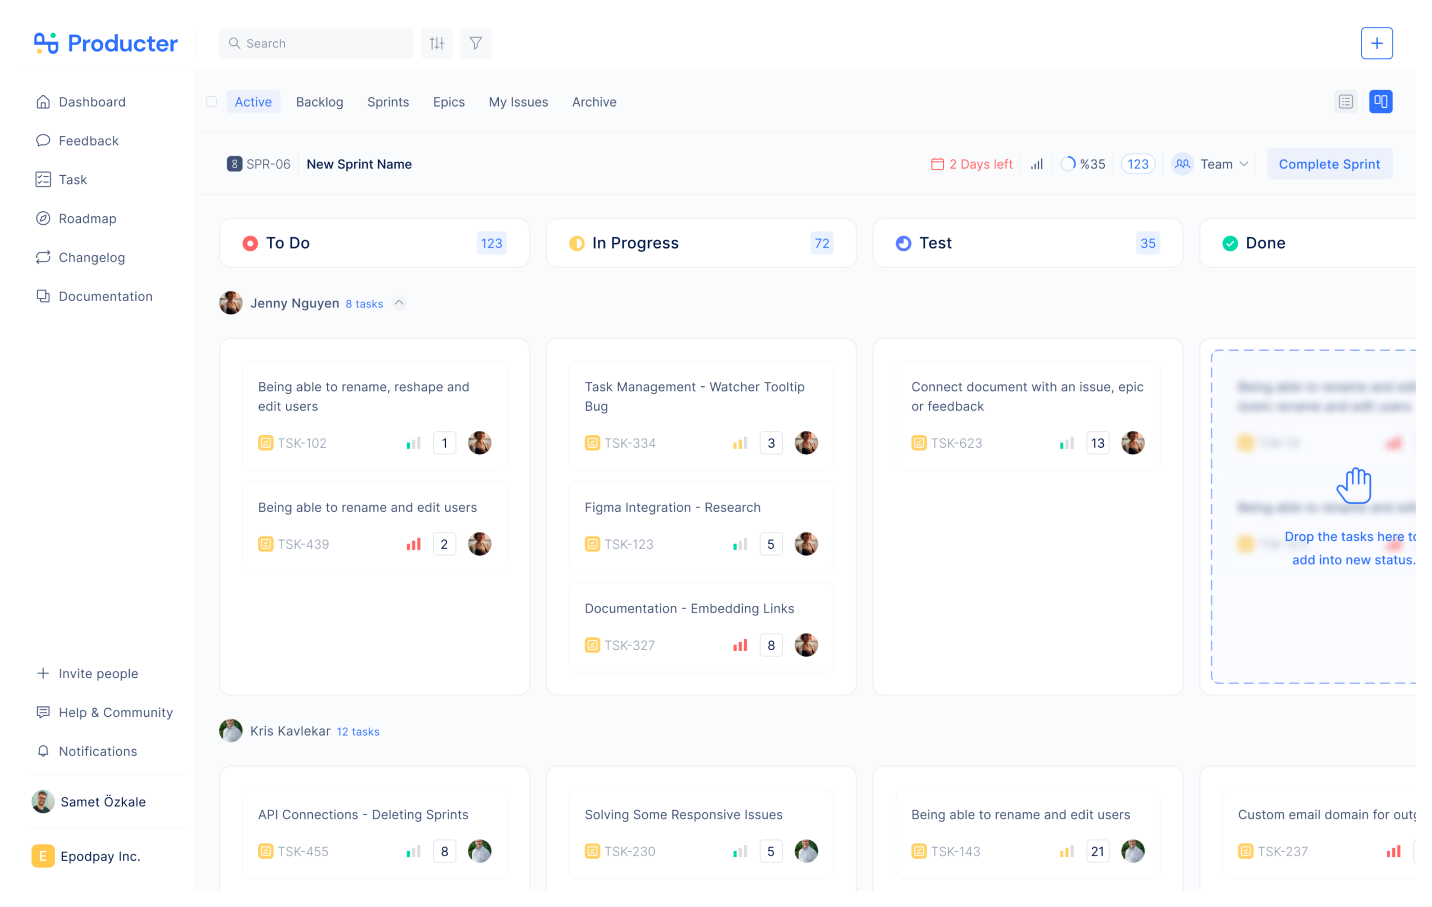 Producter
Search
Dashboard
Feedback
Task
Roadmap
Changelog
Documentation
Invite people
Help & Community
Notifications
Samet Özkale
E
Epodpay Inc.
Active Backlog Sprints Epics My Issues Archive
SPR-06 New Sprint Name 2 Days left %35 123 Team Complete Sprint
To Do 123
In Progress 72
Test 35
Done
Jenny Nguyen 8 tasks
Being able to rename, reshape and
edit users
TSK-102 1
Being able to rename and edit users
TSK-439 2
Task Management - Watcher Tooltip
Bug
TSK-334 3
Figma Integration - Research
TSK-123 5
Documentation - Embedding Links
TSK-327 8
Connect document with an issue, epic
or feedback
TSK-623 13
Drop the tasks here to
add into new status.
Kris Kavlekar 12 tasks
API Connections - Deleting Sprints
TSK-455 8
Solving Some Responsive Issues
TSK-230 5
Being able to rename and edit users
TSK-143 21
Custom email domain for
TSK-237